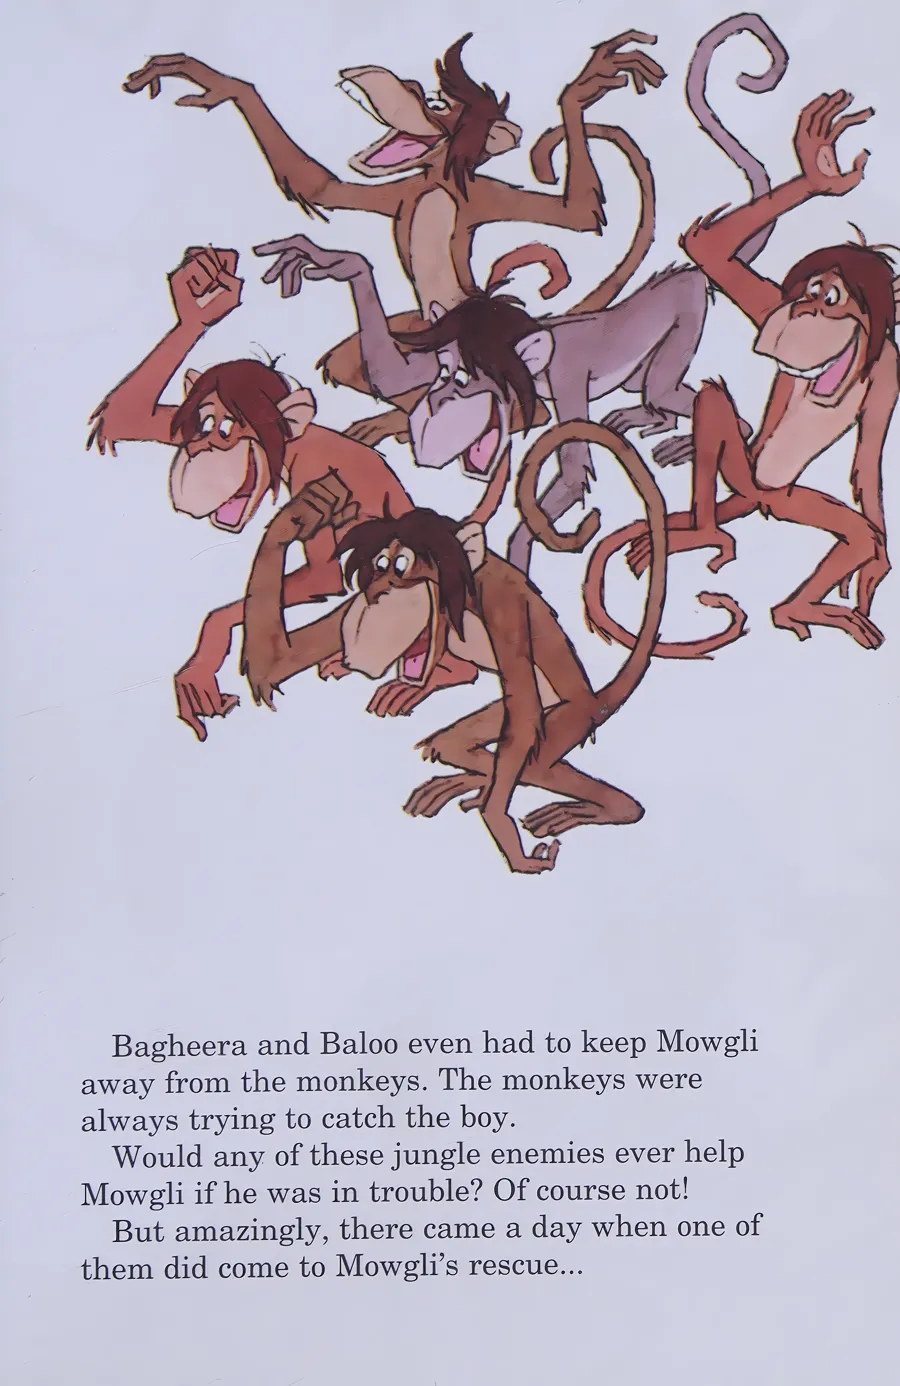 Bagheera and Baloo even had to keep Mowgli
away from the monkeys. The monkeys were
always trying to catch the boy.
Would any of these jungle enemies ever help
Mowgli if he was in trouble? Of course not!
But amazingly, there came a day when one of
them did come to Mowgli’s rescue...